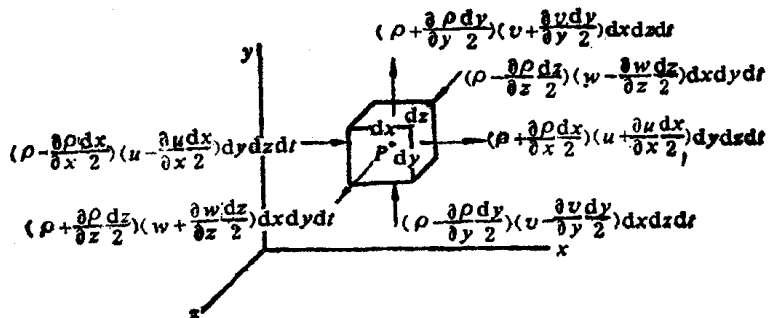 (ρ+∂ρ/∂y dy/2)(v+∂v/∂y dy/2)dxdzdt
y
(ρ-∂ρ/∂z dz/2)(w-∂w/∂z dz/2)dxdydt
dx dz
(ρ-∂ρ/∂x dx/2)(u-∂u/∂x dx/2)dydzdt
(ρ+∂ρ/∂x dx/2)(u+∂u/∂x dx/2)dydzdt
P dy
(ρ+∂ρ/∂z dz/2)(w+∂w/∂z dz/2)dxdydt
(ρ-∂ρ/∂y dy/2)(v-∂v/∂y dy/2)dxdzdt
x
z